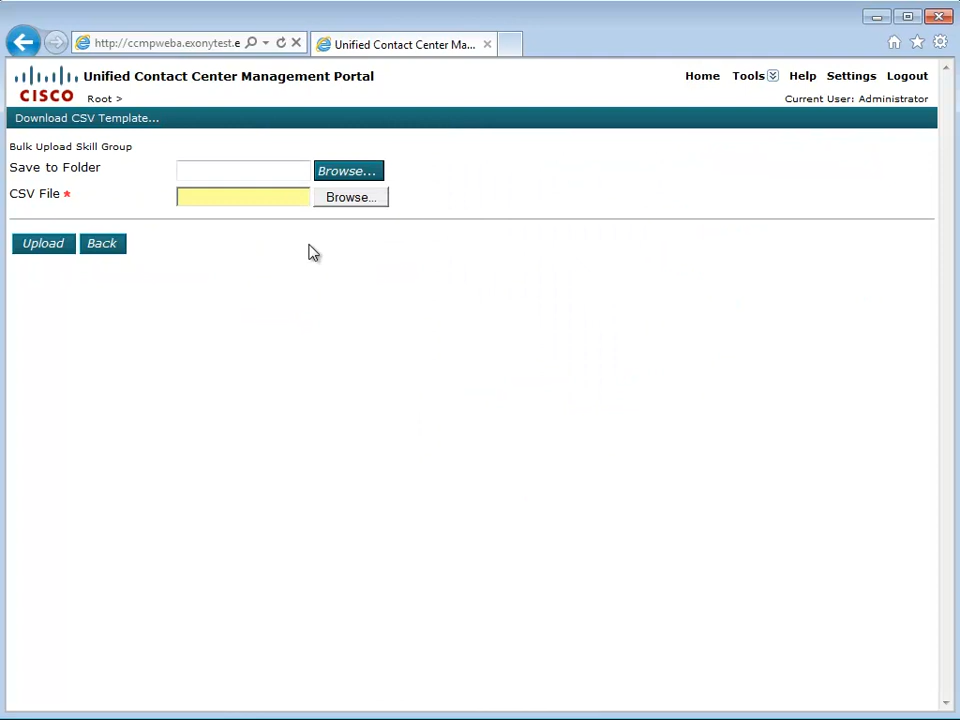 http://ccmpweba.exonytest.e
Unified Contact Center Ma...
CISCO
Unified Contact Center Management Portal
Home Tools Help Settings Logout
Root >
Current User: Administrator
Download CSV Template...
Bulk Upload Skill Group
Save to Folder
Browse...
CSV File *
Browse...
Upload Back